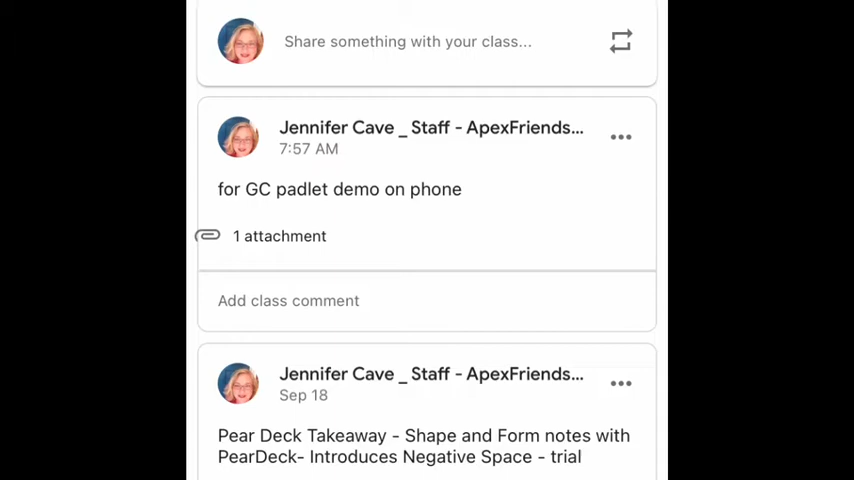 Share something with your class...
Jennifer Cave _ Staff - ApexFriends...
7:57 AM
for GC padlet demo on phone
1 attachment
Add class comment
Jennifer Cave _ Staff - ApexFriends...
Sep 18
Pear Deck Takeaway - Shape and Form notes with
PearDeck- Introduces Negative Space - trial